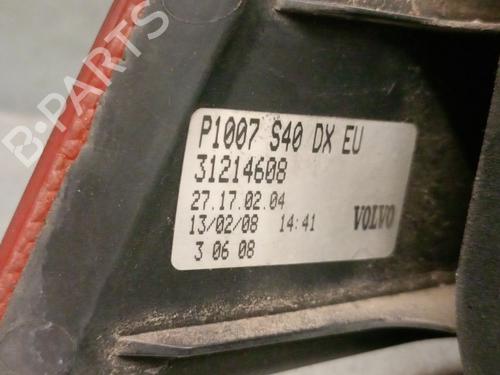 B-PARTS
P1007 S40 DX EU
31214608
27.17.02.04
13/02/08 14:41 VOLVO
3 06 08